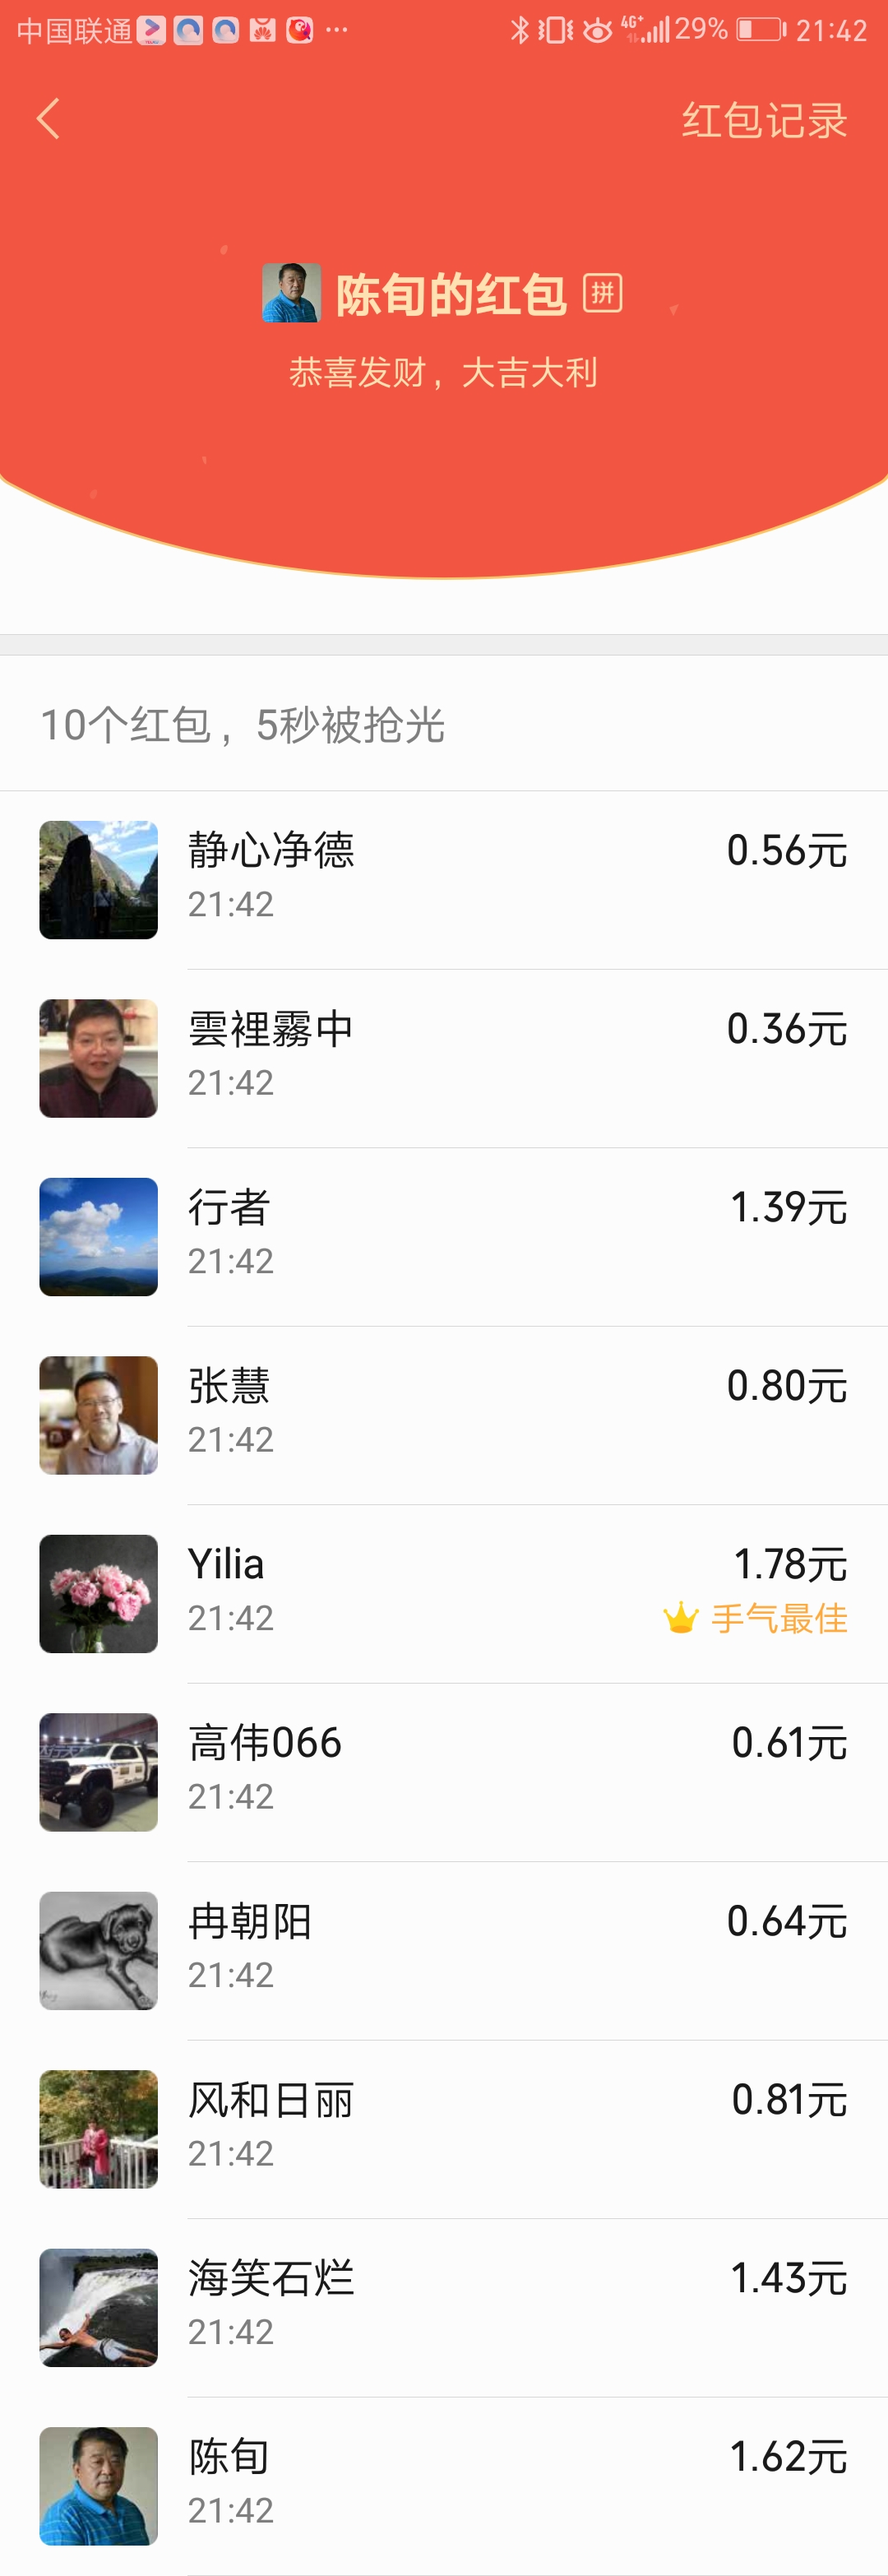 中国联通
4G+ 29% 21:42
红包记录
陈旬的红包 拼
恭喜发财，大吉大利
10个红包，5秒被抢光
静心净德 0.56元
21:42
雲裡霧中 0.36元
21:42
行者 1.39元
21:42
张慧 0.80元
21:42
Yilia 1.78元
21:42 手气最佳
高伟066 0.61元
21:42
冉朝阳 0.64元
21:42
风和日丽 0.81元
21:42
海笑石烂 1.43元
21:42
陈旬 1.62元
21:42